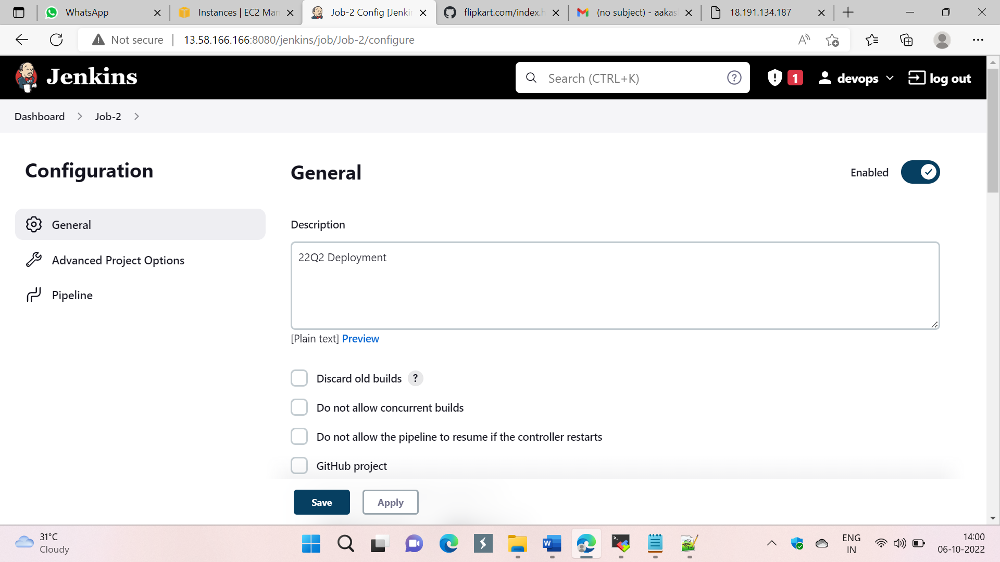 WhatsApp
Instances | EC2 Man
Job-2 Config [Jenki
flipkart.com/index.h
(no subject) - aakas
18.191.134.187
Not secure
13.58.166.166:8080/jenkins/job/Job-2/configure
Jenkins
Search (CTRL+K)
?
1
devops
log out
Dashboard
Job-2
Configuration
General
Advanced Project Options
Pipeline
General
Enabled
Description
22Q2 Deployment
[Plain text] Preview
Discard old builds ?
Do not allow concurrent builds
Do not allow the pipeline to resume if the controller restarts
GitHub project
Save
Apply
31°C
Cloudy
ENG
IN
14:00
06-10-2022